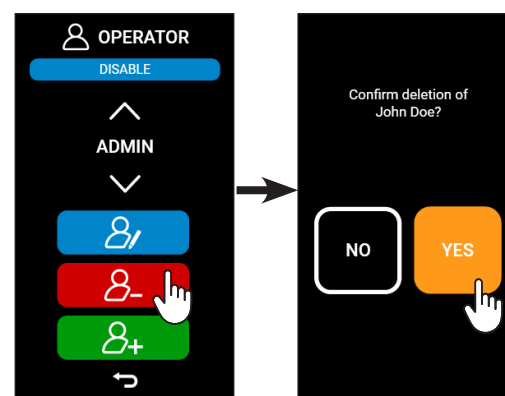 OPERATOR
DISABLE
ADMIN
Confirm deletion of
John Doe?
NO
YES